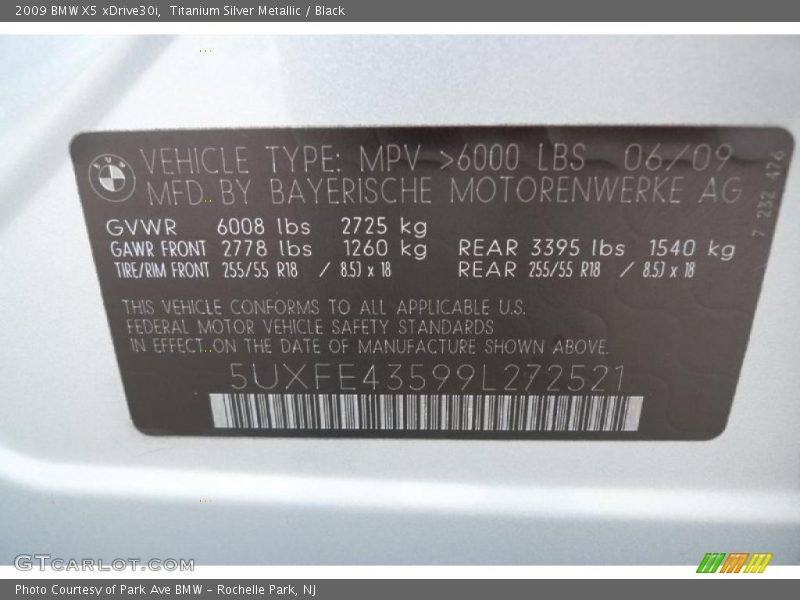 2009 BMW X5 xDrive30i, Titanium Silver Metallic / Black
BMW
VEHICLE TYPE: MPV >6000 LBS 06/09
MFD. BY BAYERISCHE MOTORENWERKE AG
7 232 476
GVWR 6008 lbs 2725 kg
GAWR FRONT 2778 lbs 1260 kg REAR 3395 lbs 1540 kg
TIRE/RIM FRONT 255/55 R18 / 8.5J x 18 REAR 255/55 R18 / 8.5J x 18
THIS VEHICLE CONFORMS TO ALL APPLICABLE U.S.
FEDERAL MOTOR VEHICLE SAFETY STANDARDS
IN EFFECT ON THE DATE OF MANUFACTURE SHOWN ABOVE.
5UXFE43599L272521
GTCARLOT.COM
Photo Courtesy of Park Ave BMW - Rochelle Park, NJ